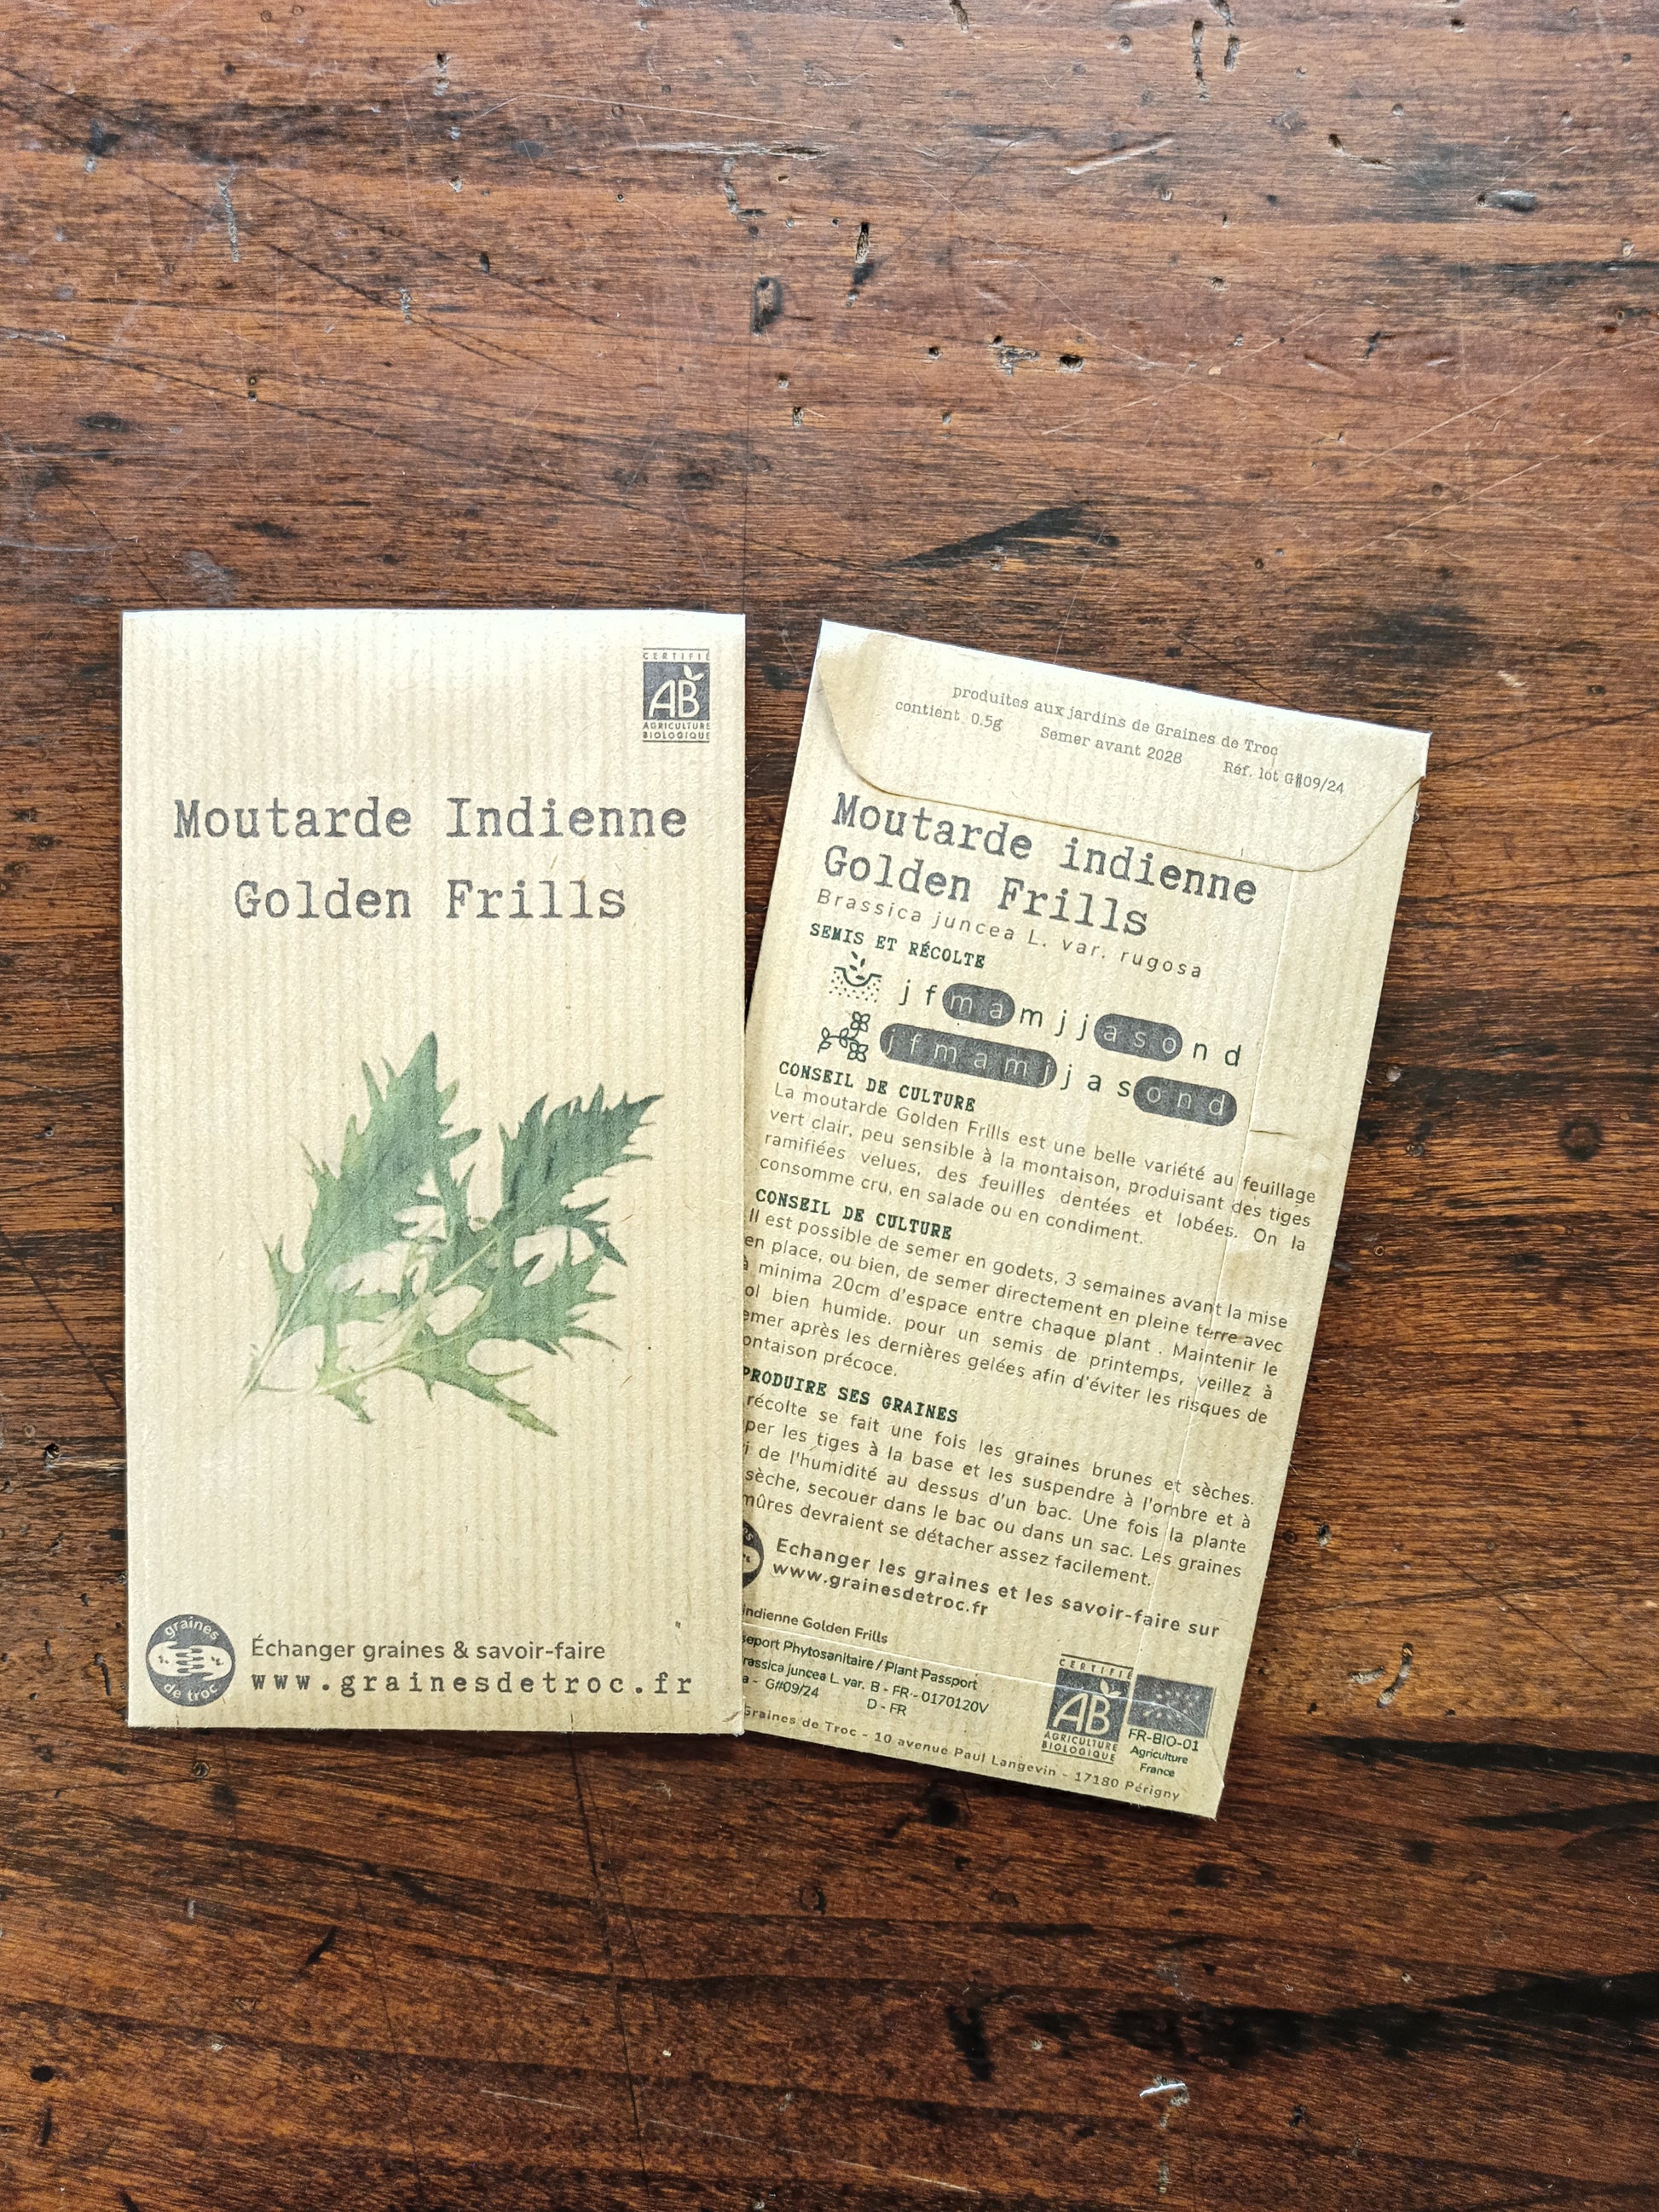 CERTIFIÉ
AB
AGRICULTURE
BIOLOGIQUE
Moutarde Indienne
Golden Frills
graines
de troc
Échanger graines & savoir-faire
www.grainesdetroc.fr
produites aux jardins de Graines de Troc
contient 0.5g Semer avant 2028 Réf. lot G#09/24
Moutarde indienne
Golden Frills
Brassica juncea L. var. rugosa
SEMIS ET RÉCOLTE
j f m a m j j a s o n d
j f m a m j j a s o n d
CONSEIL DE CULTURE
La moutarde Golden Frills est une belle variété au feuillage
vert clair, peu sensible à la montaison, produisant des tiges
ramifiées velues, des feuilles dentées et lobées. On la
consomme cru, en salade ou en condiment.
CONSEIL DE CULTURE
Il est possible de semer en godets, 3 semaines avant la mise
en place, ou bien, de semer directement en pleine terre avec
à minima 20cm d'espace entre chaque plant . Maintenir le
ol bien humide. pour un semis de printemps, veillez à
emer après les dernières gelées afin d'éviter les risques de
ontaison précoce.
PRODUIRE SES GRAINES
récolte se fait une fois les graines brunes et sèches.
per les tiges à la base et les suspendre à l'ombre et à
i de l'humidité au dessus d'un bac. Une fois la plante
sèche, secouer dans le bac ou dans un sac. Les graines
mûres devraient se détacher assez facilement.
Echanger les graines et les savoir-faire sur
www.grainesdetroc.fr
indienne Golden Frills
seport Phytosanitaire / Plant Passport
rassica juncea L. var. B - FR - 0170120V
a - G#09/24 D - FR
Graines de Troc - 10 avenue Paul Langevin - 17180 Périgny
CERTIFIÉ
AB
AGRICULTURE
BIOLOGIQUE
FR-BIO-01
Agriculture
France